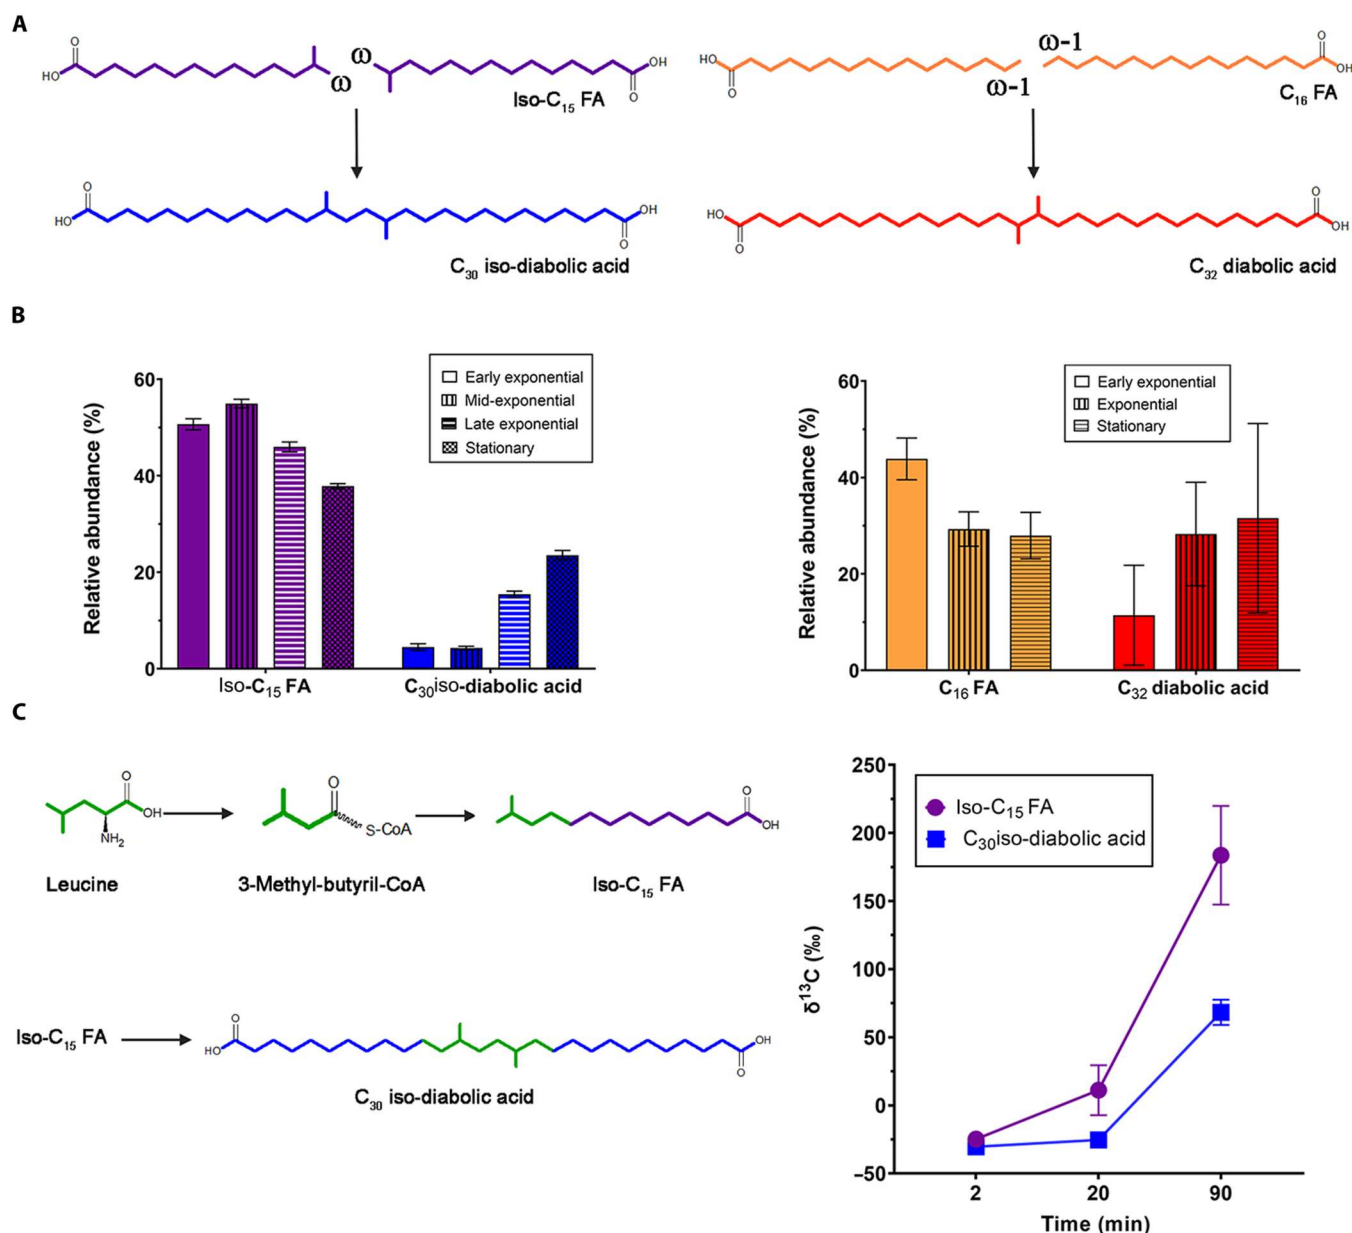 A
O
HO
ω
ω
OH
O
Iso-C₁₅ FA
O
HO
ω-1
ω-1
O
OH
C₁₆ FA
O
HO
OH
O
C₃₀ iso-diabolic acid
HO
O
O
OH
C₃₂ diabolic acid
B
Relative abundance (%)
60
40
20
0
Early exponential
Mid-exponential
Late exponential
Stationary
Iso-C₁₅ FA
C₃₀iso-diabolic acid
Relative abundance (%)
60
40
20
0
Early exponential
Exponential
Stationary
C₁₆ FA
C₃₂ diabolic acid
C
O
OH
NH₂
Leucine
O
S-CoA
3-Methyl-butyril-CoA
O
OH
Iso-C₁₅ FA
Iso-C₁₅ FA
O
HO
OH
O
C₃₀ iso-diabolic acid
δ¹³C (‰)
250
200
150
100
50
0
−50
Iso-C₁₅ FA
C₃₀iso-diabolic acid
2
20
90
Time (min)